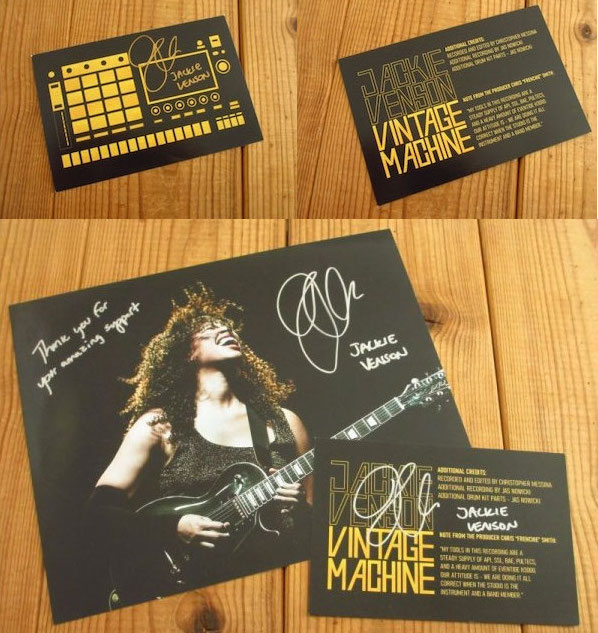 JACKIE
VENSON
JACKIE
VENSON
VINTAGE
MACHINE
ADDITIONAL CREDITS:
RECORDED AND EDITED BY CHRISTOPHER MESSINA
ADDITIONAL RECORDING BY JAS NOWICKI
ADDITIONAL DRUM KIT PARTS - JAS NOWICKI
NOTE FROM THE PRODUCER CHRIS "FRENCHIE" SMITH:
"MY TOOLS IN THIS RECORDING ARE A
STEADY SUPPLY OF API, SSL, BAE, PULTECS,
AND A HEAVY AMOUNT OF EVENTIDE H3000.
OUR ATTITUDE IS - WE ARE DOING IT ALL
CORRECT WHEN THE STUDIO IS THE
INSTRUMENT AND A BAND MEMBER."
Thank you for
your amazing support
JACKIE
VENSON
JACKIE
VENSON
VINTAGE
MACHINE
ADDITIONAL CREDITS:
RECORDED AND EDITED BY CHRISTOPHER MESSINA
ADDITIONAL RECORDING BY JAS NOWICKI
ADDITIONAL DRUM KIT PARTS - JAS NOWICKI
JACKIE
VENSON
NOTE FROM THE PRODUCER CHRIS "FRENCHIE" SMITH:
"MY TOOLS IN THIS RECORDING ARE A
STEADY SUPPLY OF API, SSL, BAE, PULTECS,
AND A HEAVY AMOUNT OF EVENTIDE H3000.
OUR ATTITUDE IS - WE ARE DOING IT ALL
CORRECT WHEN THE STUDIO IS THE
INSTRUMENT AND A BAND MEMBER."